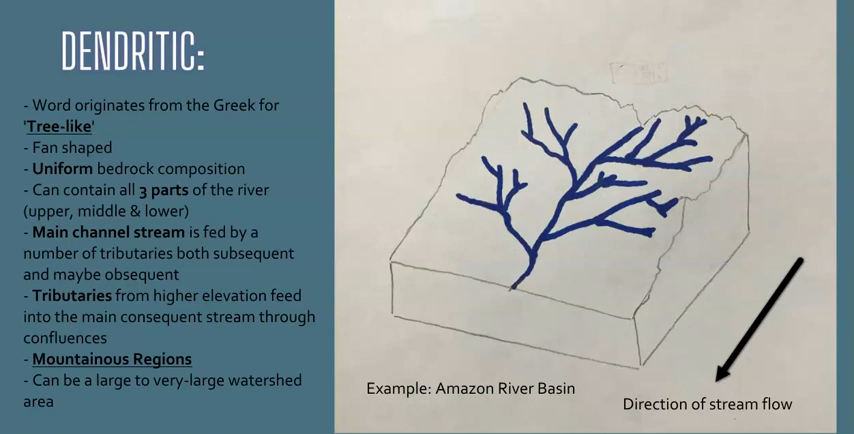 DENDRITIC:
- Word originates from the Greek for
'Tree-like'
- Fan shaped
- Uniform bedrock composition
- Can contain all 3 parts of the river
(upper, middle & lower)
- Main channel stream is fed by a
number of tributaries both subsequent
and maybe obsequent
- Tributaries from higher elevation feed
into the main consequent stream through
confluences
- Mountainous Regions
- Can be a large to very-large watershed
area
Example: Amazon River Basin
Direction of stream flow